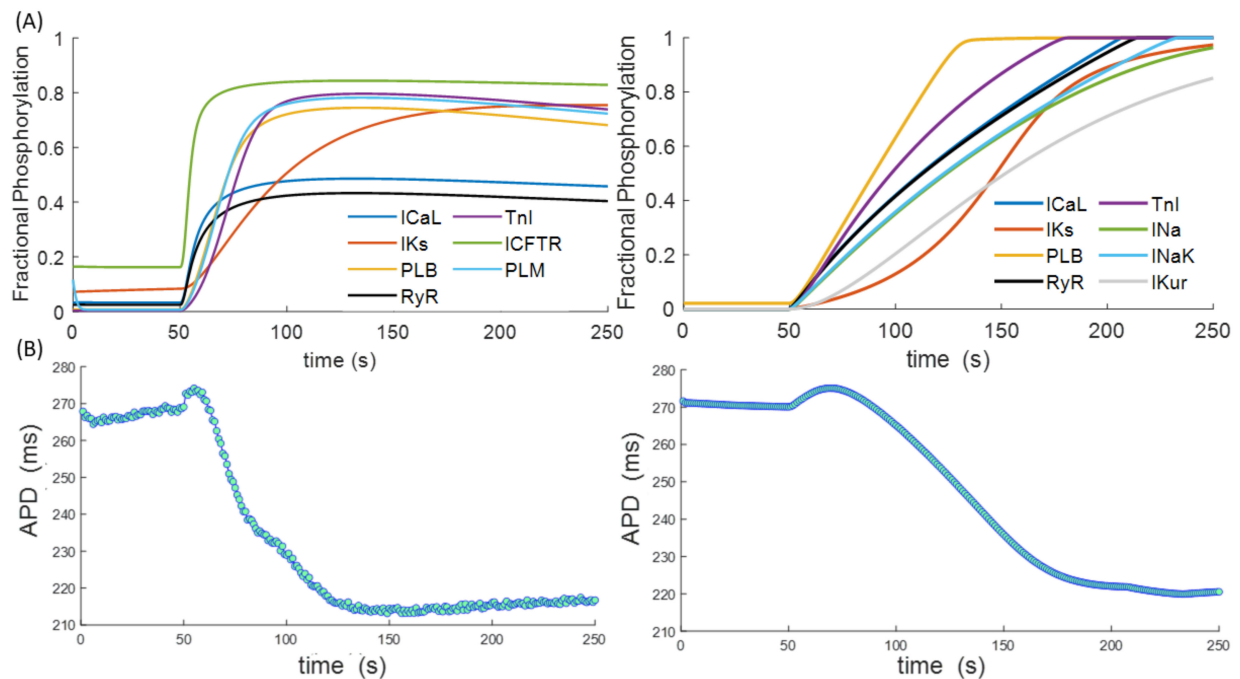 (A)
Fractional Phosphorylation
1
0.8
0.6
0.4
0.2
0
ICaL
TnI
IKs
ICFTR
PLB
PLM
RyR
0 50 100 150 200 250
time (s)
Fractional Phosphorylation
1
0.8
0.6
0.4
0.2
0
ICaL
TnI
IKs
INa
PLB
INaK
RyR
IKur
0 50 100 150 200 250
time (s)
(B)
APD (ms)
280
270
260
250
240
230
220
210
0 50 100 150 200 250
time (s)
APD (ms)
280
270
260
250
240
230
220
210
0 50 100 150 200 250
time (s)